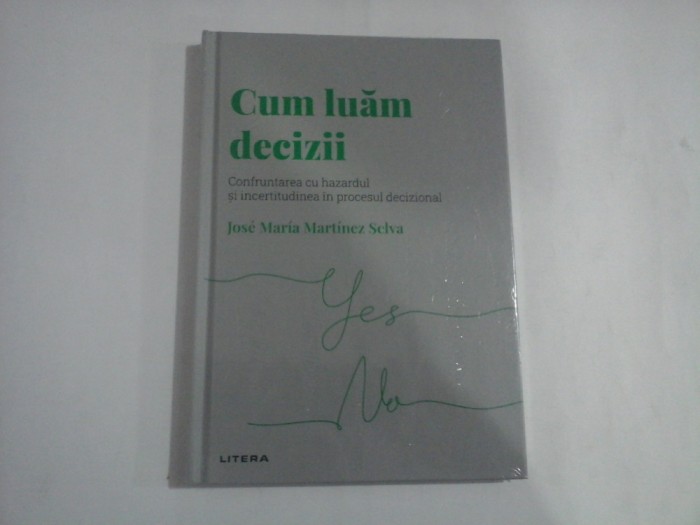 Cum luăm
decizii
Confruntarea cu hazardul
și incertitudinea în procesul decizional
José María Martínez Selva
Yes
No
LITERA